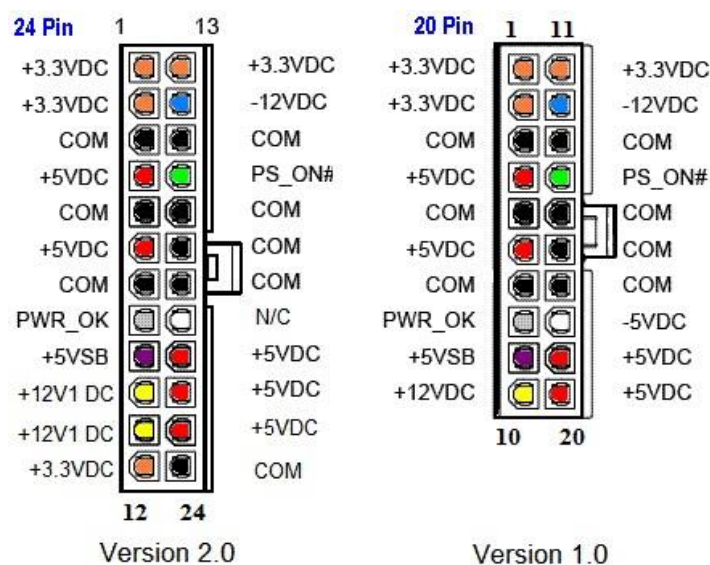 24 Pin 1 13
+3.3VDC +3.3VDC
+3.3VDC -12VDC
COM COM
+5VDC PS_ON#
COM COM
+5VDC COM
COM COM
PWR_OK N/C
+5VSB +5VDC
+12V1 DC +5VDC
+12V1 DC +5VDC
+3.3VDC COM
12 24
Version 2.0
20 Pin 1 11
+3.3VDC +3.3VDC
+3.3VDC -12VDC
COM COM
+5VDC PS_ON#
COM COM
+5VDC COM
COM COM
PWR_OK -5VDC
+5VSB +5VDC
+12VDC +5VDC
10 20
Version 1.0